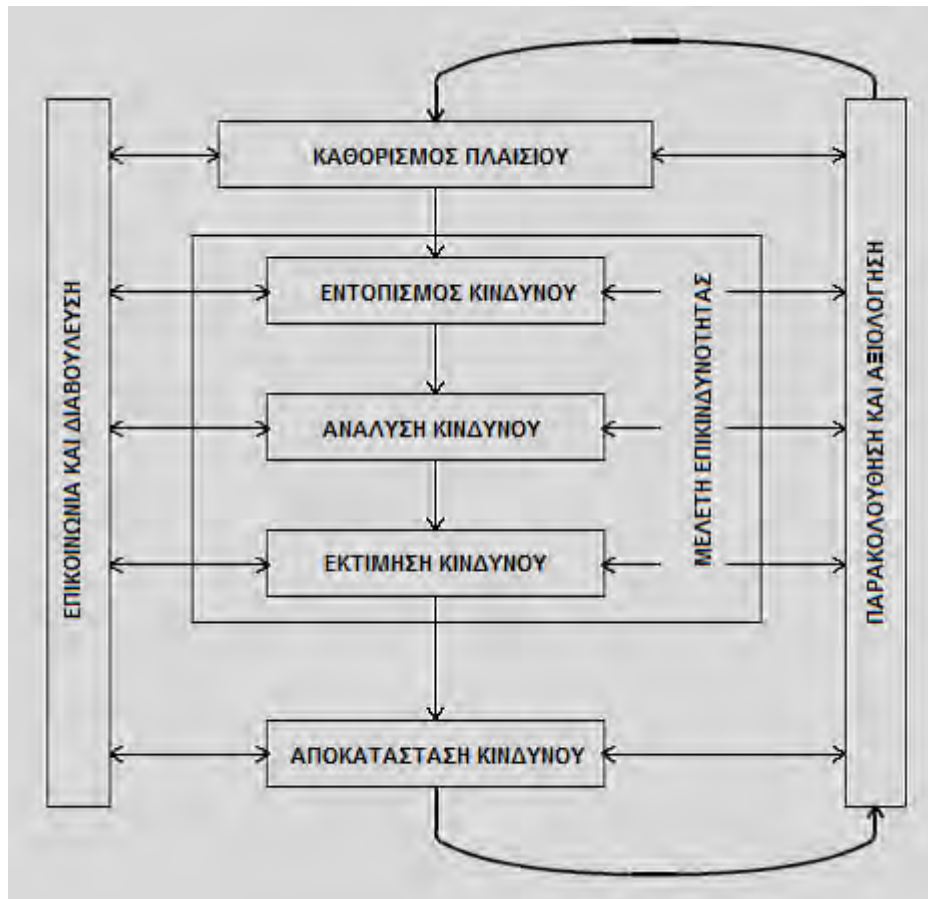 ΚΑΘΟΡΙΣΜΟΣ ΠΛΑΙΣΙΟΥ
ΕΝΤΟΠΙΣΜΟΣ ΚΙΝΔΥΝΟΥ
ΑΝΑΛΥΣΗ ΚΙΝΔΥΝΟΥ
ΕΚΤΙΜΗΣΗ ΚΙΝΔΥΝΟΥ
ΑΠΟΚΑΤΑΣΤΑΣΗ ΚΙΝΔΥΝΟΥ
ΕΠΙΚΟΙΝΩΝΙΑ ΚΑΙ ΔΙΑΒΟΥΛΕΥΣΗ
ΜΕΛΕΤΗ ΕΠΙΚΙΝΔΥΝΟΤΗΤΑΣ
ΠΑΡΑΚΟΛΟΥΘΗΣΗ ΚΑΙ ΑΞΙΟΛΟΓΗΣΗ